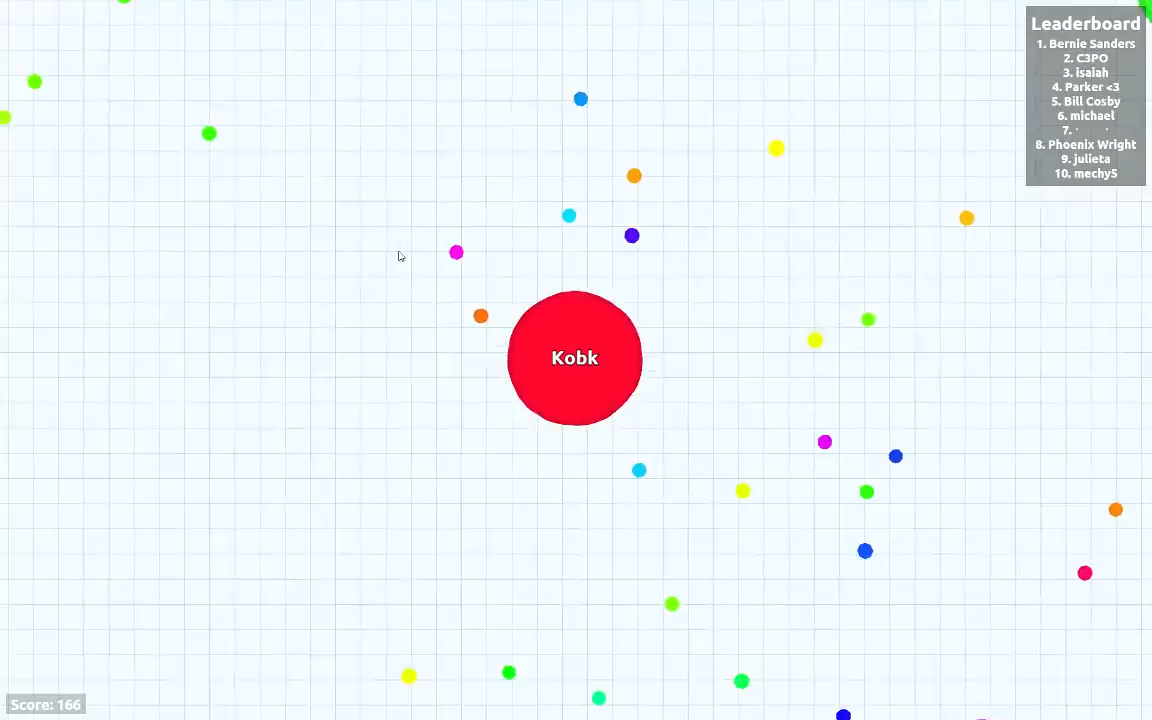 Leaderboard
1. Bernie Sanders
2. C3PO
3. isaiah
4. Parker <3
5. Bill Cosby
6. michael
7. ·      ·
8. Phoenix Wright
9. julieta
10. mechy5
Kobk
Score: 166